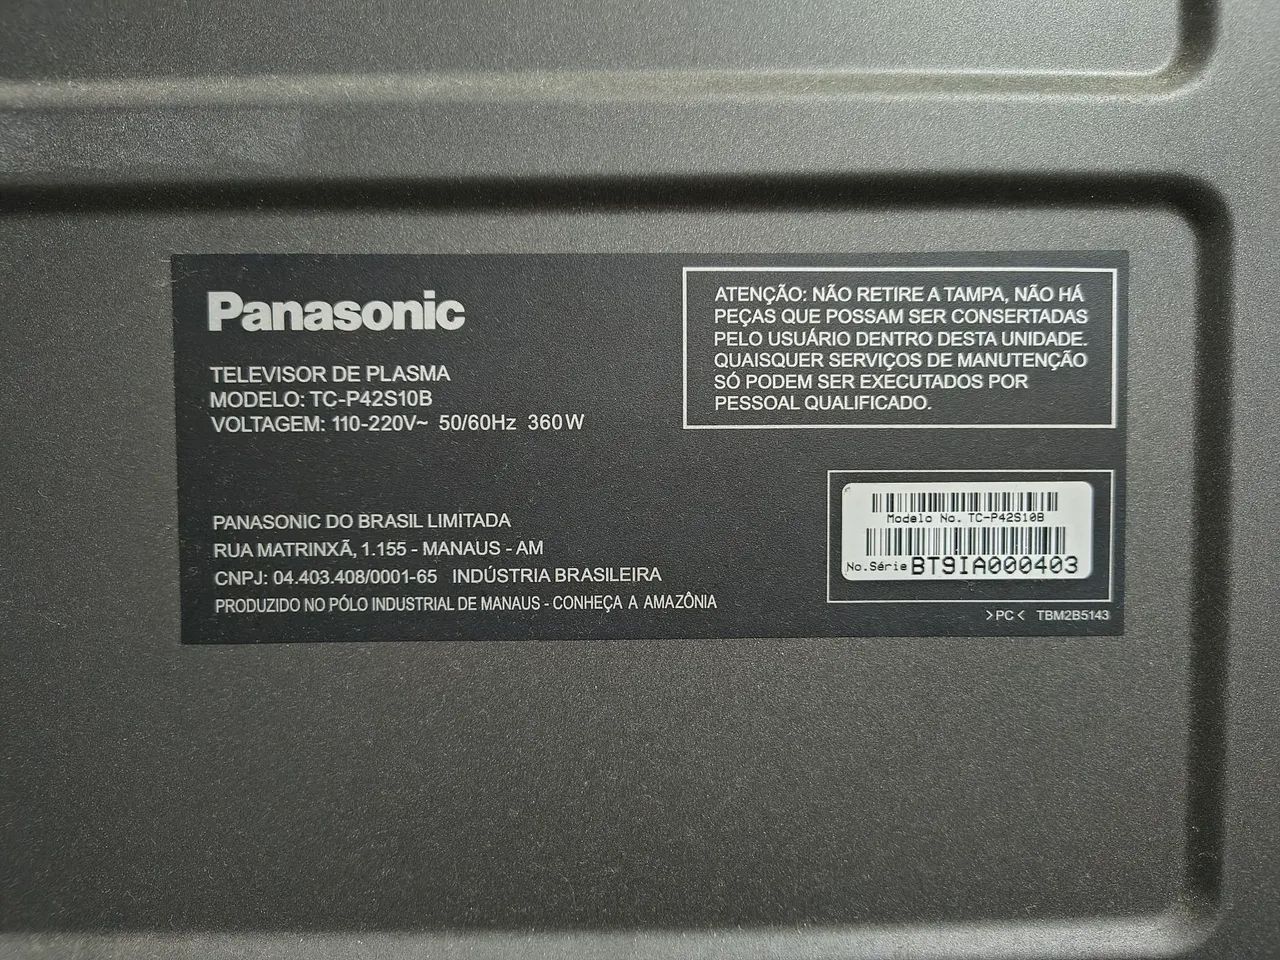 Panasonic
TELEVISOR DE PLASMA
MODELO: TC-P42S10B
VOLTAGEM: 110-220V~ 50/60Hz 360W
PANASONIC DO BRASIL LIMITADA
RUA MATRINXÃ, 1.155 - MANAUS - AM
CNPJ: 04.403.408/0001-65 INDÚSTRIA BRASILEIRA
PRODUZIDO NO PÓLO INDUSTRIAL DE MANAUS - CONHEÇA A AMAZÔNIA
ATENÇÃO: NÃO RETIRE A TAMPA, NÃO HÁ
PEÇAS QUE POSSAM SER CONSERTADAS
PELO USUÁRIO DENTRO DESTA UNIDADE.
QUAISQUER SERVIÇOS DE MANUTENÇÃO
SÓ PODEM SER EXECUTADOS POR
PESSOAL QUALIFICADO.
Modelo No. TC-P42S10B
No.Série BT9IA000403
>PC< TBM2B5143